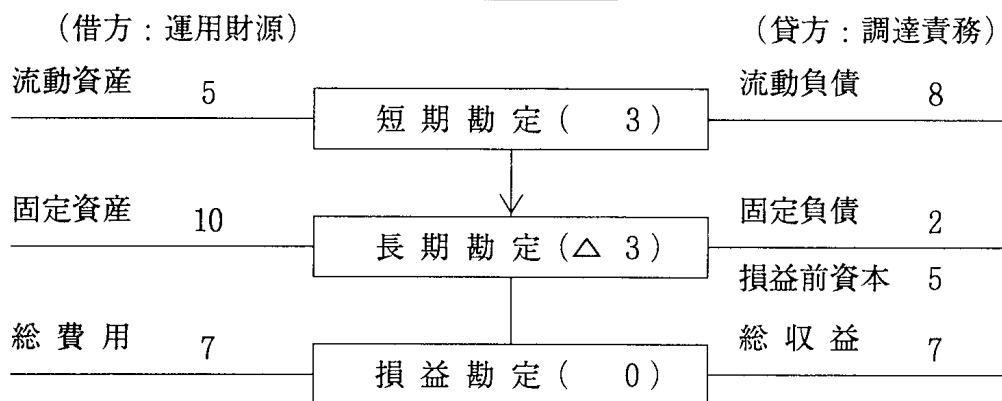 （借方：運用財源） （貸方：調達責務）
流動資産 5 流動負債 8
短期勘定（ 3）
固定資産 10 固定負債 2
長期勘定（△ 3）
損益前資本 5
総費用 7 総収益 7
損益勘定（ 0）